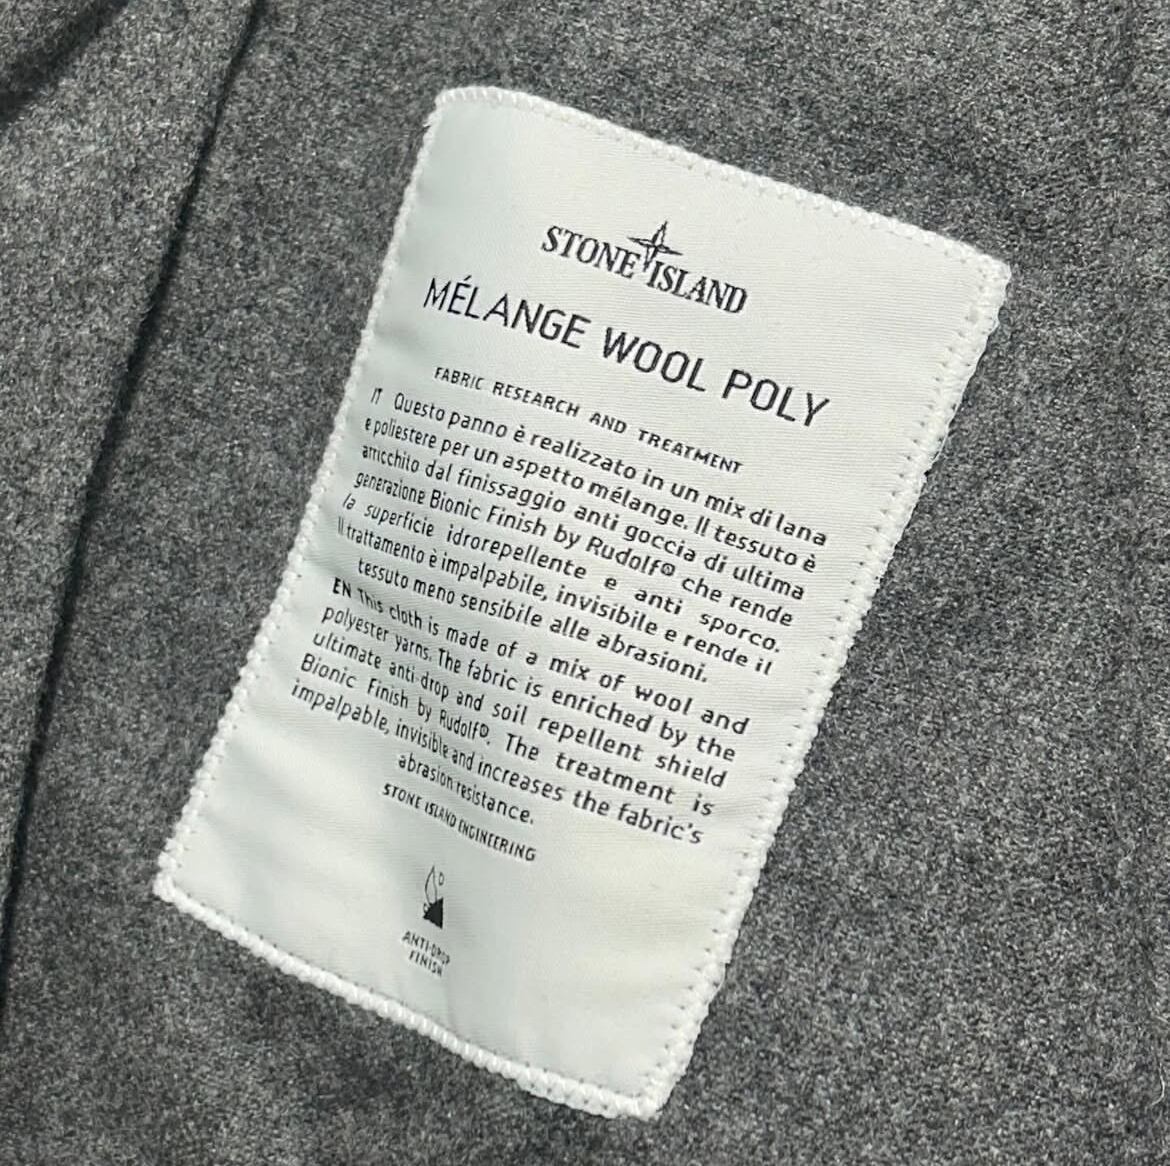 STONE ISLAND
MÉLANGE WOOL POLY
FABRIC RESEARCH AND TREATMENT
IT Questo panno è realizzato in un mix di lana
e poliestere per un aspetto mélange. Il tessuto è
arricchito dal finissaggio anti goccia di ultima
generazione Bionic Finish by Rudolf® che rende
la superficie idrorepellente e anti sporco.
Il trattamento è impalpabile, invisibile e rende il
tessuto meno sensibile alle abrasioni.
EN This cloth is made of a mix of wool and
polyester yarns. The fabric is enriched by the
ultimate anti-drop and soil repellent shield
Bionic Finish by Rudolf®. The treatment is
impalpable, invisible and increases the fabric's
abrasion resistance.
STONE ISLAND ENGINEERING
ANTI-DROP
FINISH